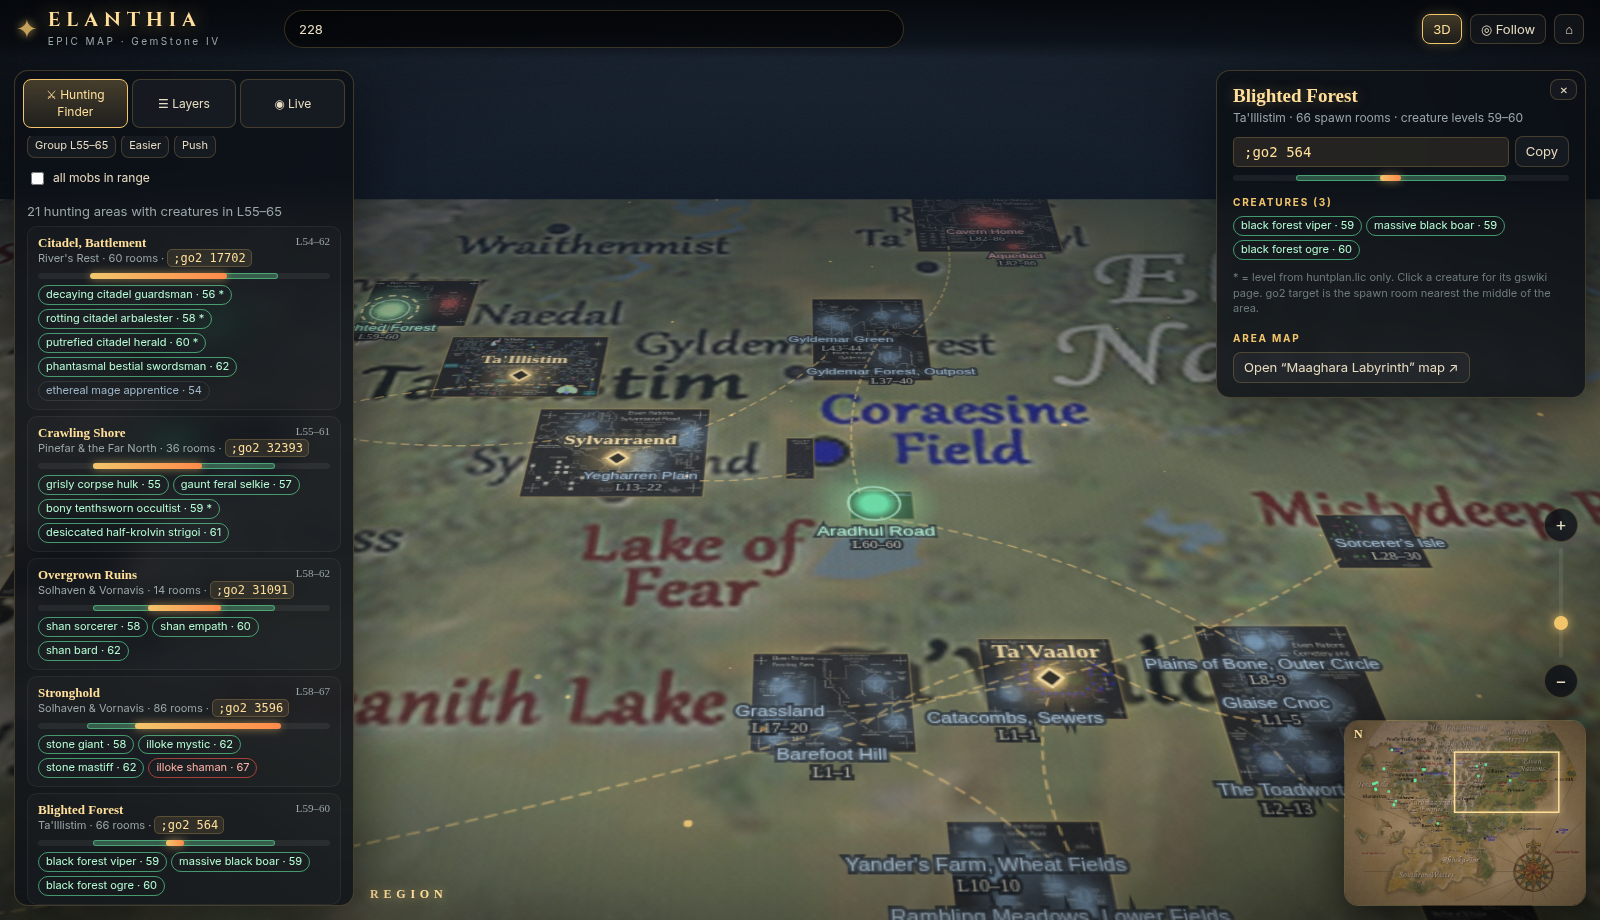 ELANTHIA
EPIC MAP · GemStone IV
228
3D
◎ Follow
⌂
⚔ Hunting
Finder
☰ Layers
◉ Live
Group L55–65
Easier
Push
all mobs in range
21 hunting areas with creatures in L55–65
Citadel, Battlement
L54–62
River's Rest · 60 rooms · ;go2 17702
decaying citadel guardsman · 56 *
rotting citadel arbalester · 58 *
putrefied citadel herald · 60 *
phantasmal bestial swordsman · 62
ethereal mage apprentice · 54
Crawling Shore
L55–61
Pinefar & the Far North · 36 rooms · ;go2 32393
grisly corpse hulk · 55
gaunt feral selkie · 57
bony tenthsworn occultist · 59 *
desiccated half-krolvin strigoi · 61
Overgrown Ruins
L58–62
Solhaven & Vornavis · 14 rooms · ;go2 31091
shan sorcerer · 58
shan empath · 60
shan bard · 62
Stronghold
L58–67
Solhaven & Vornavis · 86 rooms · ;go2 3596
stone giant · 58
illoke mystic · 62
stone mastiff · 62
illoke shaman · 67
Blighted Forest
L59–60
Ta'Illistim · 66 rooms · ;go2 564
black forest viper · 59
massive black boar · 59
black forest ogre · 60
Blighted Forest
×
Ta'Illistim · 66 spawn rooms · creature levels 59–60
;go2 564
Copy
CREATURES (3)
black forest viper · 59
massive black boar · 59
black forest ogre · 60
* = level from huntplan.lic only. Click a creature for its gswiki
page. go2 target is the spawn room nearest the middle of the
area.
AREA MAP
Open “Maaghara Labyrinth” map ↗
Wraithenmist
Cavern Home
L82–86
Aqueduct
hted Forest
L59–60
Naedal
Gyldemar Green
L43–44
Gyldemar Forest, Outpost
L37–40
Ta'Illistim
Coraesine
Field
Sylvarraend
Yegharren Plain
L13–22
Aradhul Road
L60–60
Lake of
Fear
Mistydeep
Sorcerer's Isle
L28–30
anith Lake
Ta'Vaalor
Plains of Bone, Outer Circle
L8–9
Glaise Cnoc
L1–5
Grassland
L17–20
Catacombs, Sewers
L1–1
Barefoot Hill
L1–1
The Toadwort
L2–13
Yander's Farm, Wheat Fields
L10–10
Rambling Meadows, Lower Fields
REGION
+
−
N